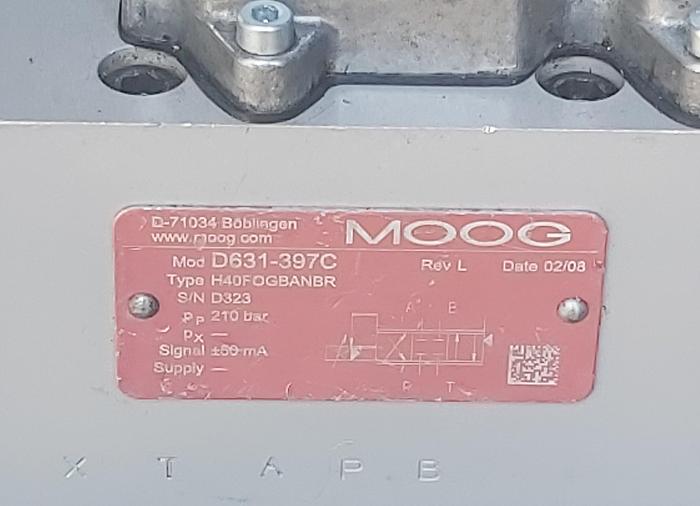 D-71034 Böblingen
www.moog.com
MOOG
Mod D631-397C Rev L Date 02/08
Type H40FOGBANBR
S/N D323
pP 210 bar
pX —
Signal ±50 mA
Supply —
A B
P T
X T A P B